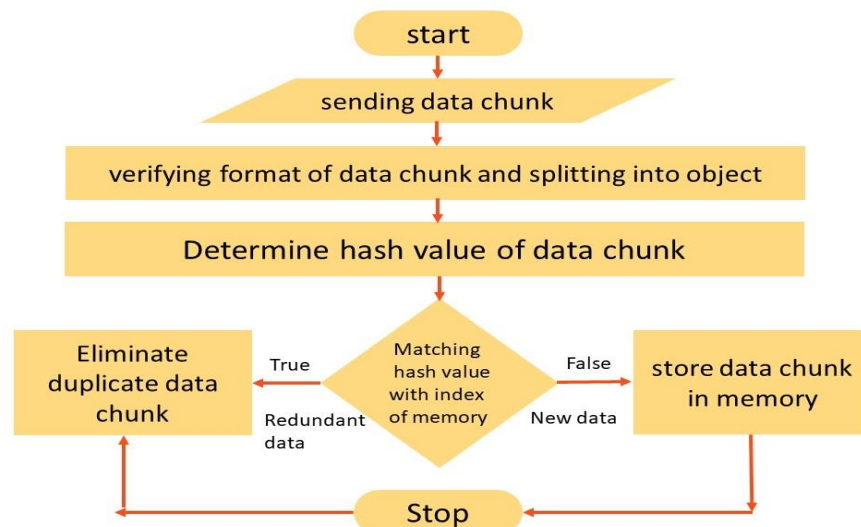 start
sending data chunk
verifying format of data chunk and splitting into object
Determine hash value of data chunk
Eliminate
duplicate data
chunk
True
Redundant
data
Matching
hash value
with index
of memory
False
New data
store data chunk
in memory
Stop